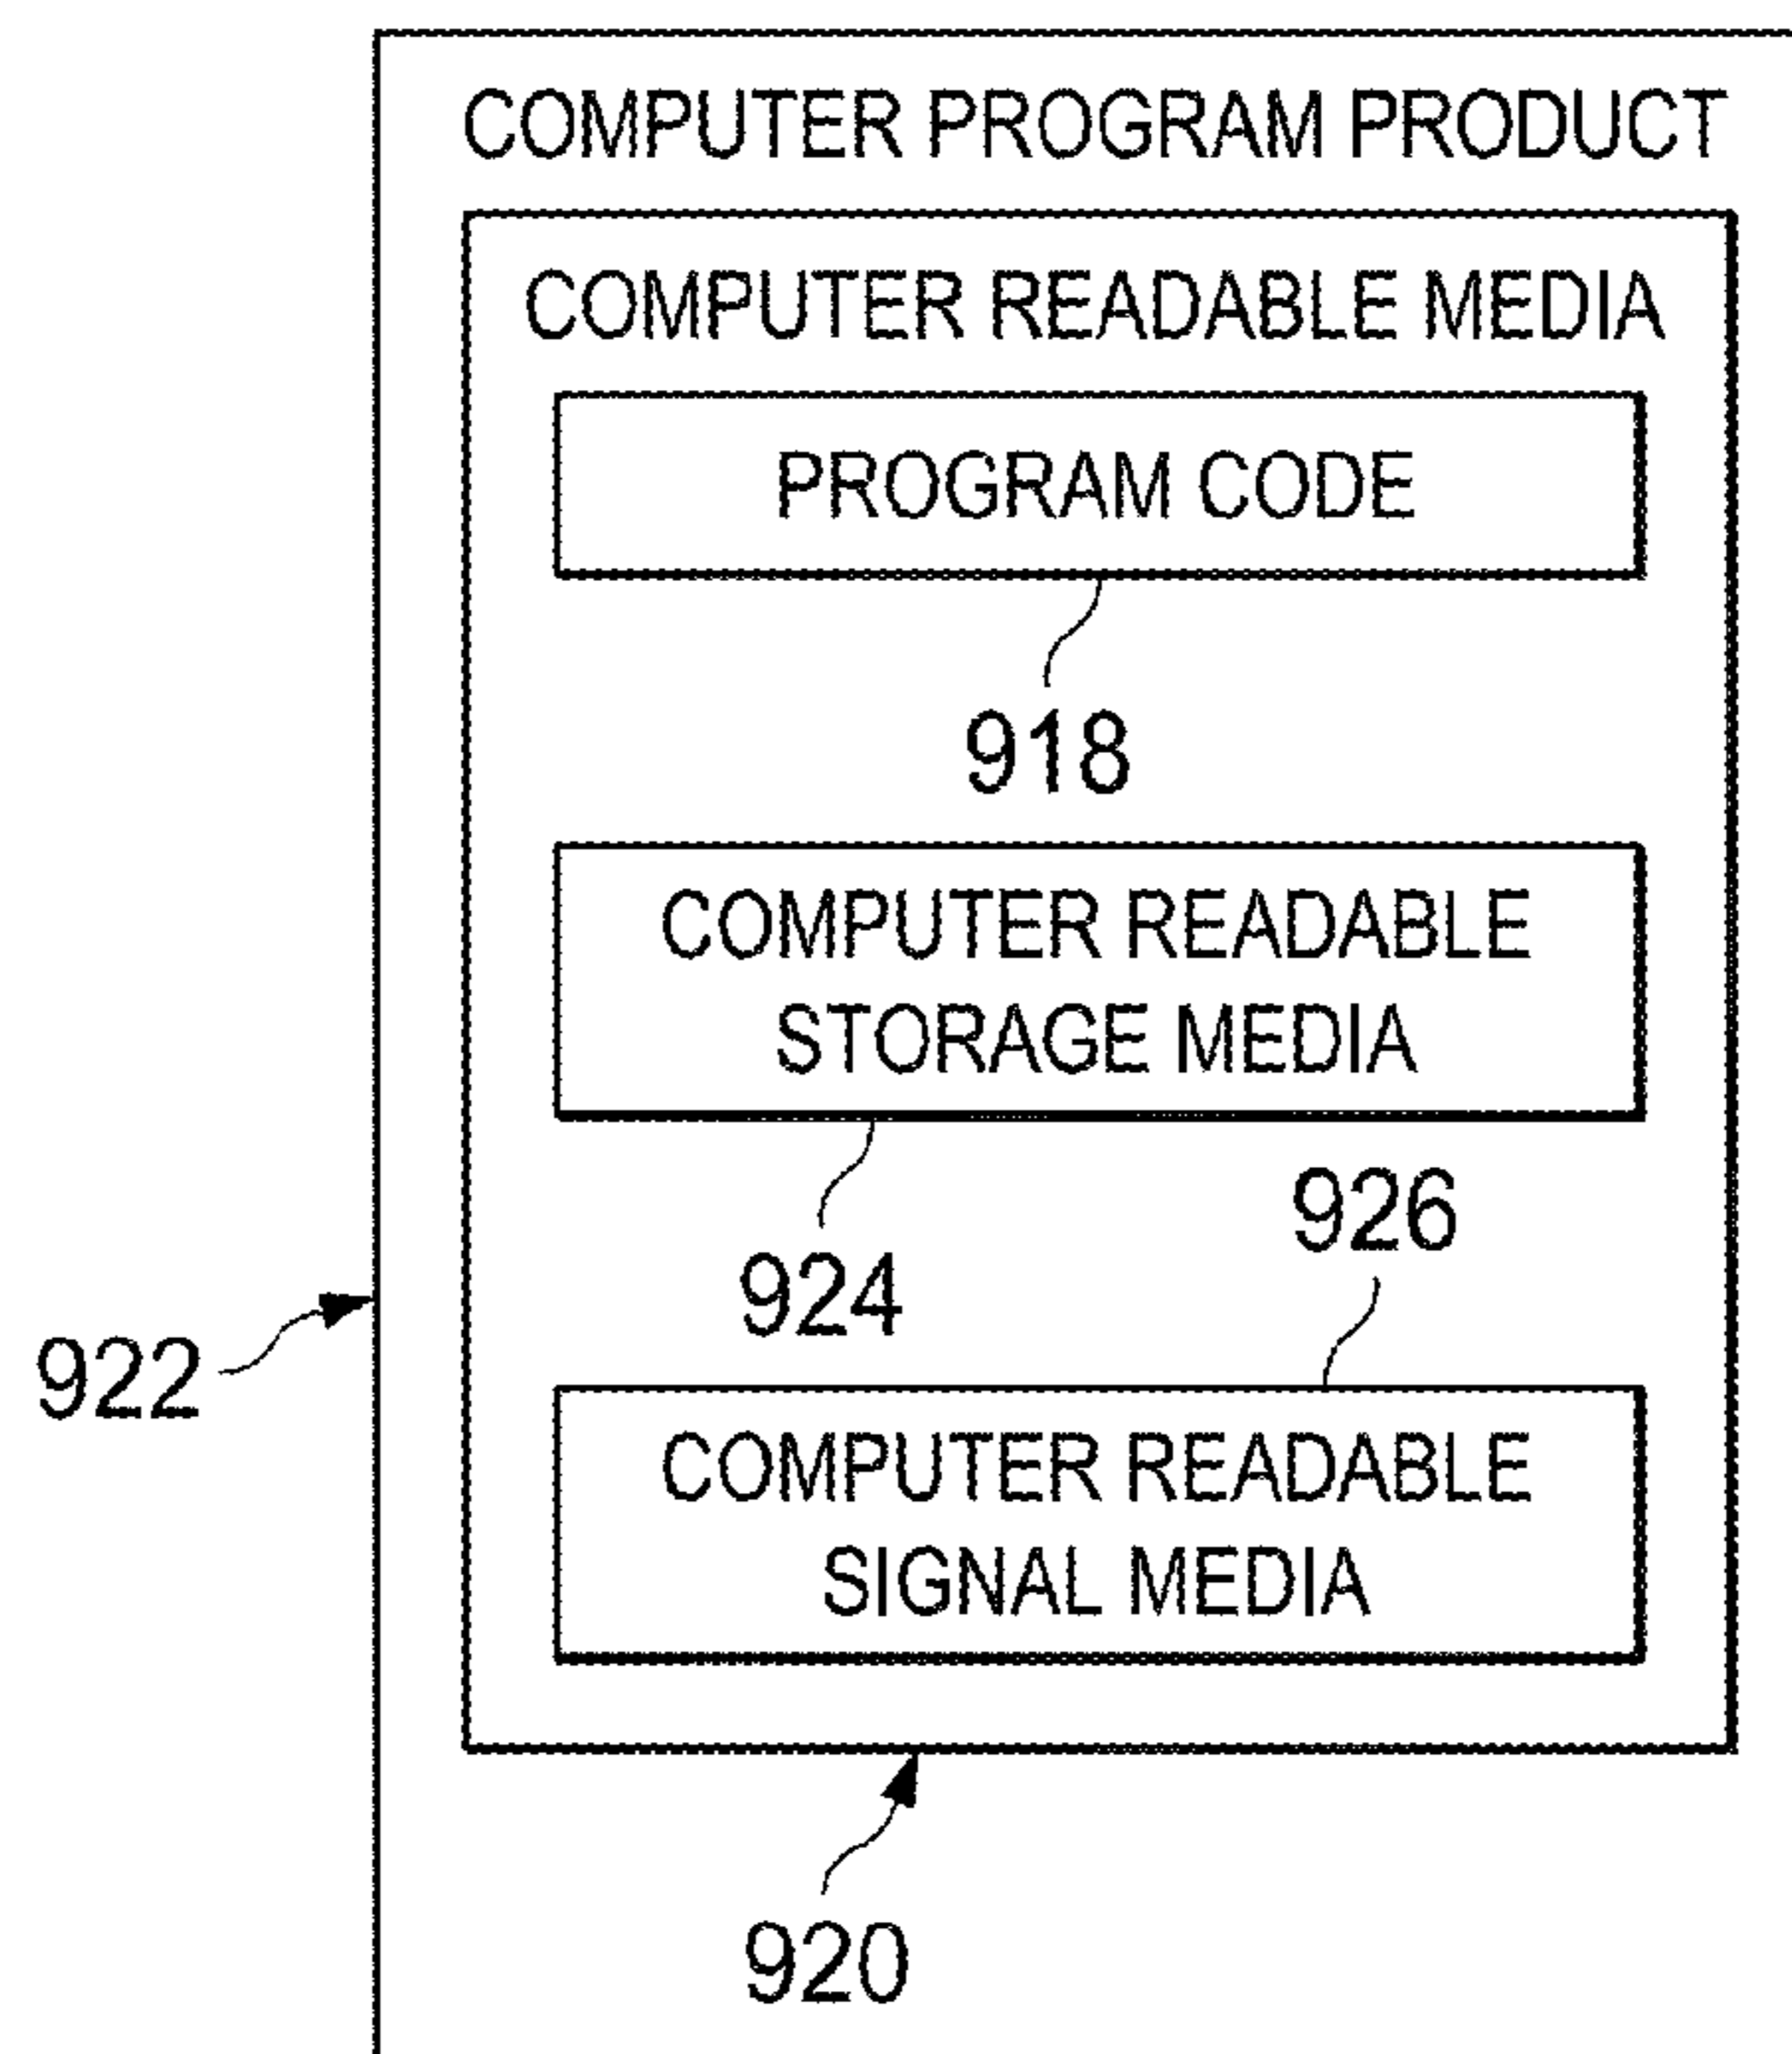 COMPUTER PROGRAM PRODUCT
COMPUTER READABLE MEDIA
PROGRAM CODE
918
COMPUTER READABLE
STORAGE MEDIA
924
926
922
COMPUTER READABLE
SIGNAL MEDIA
920